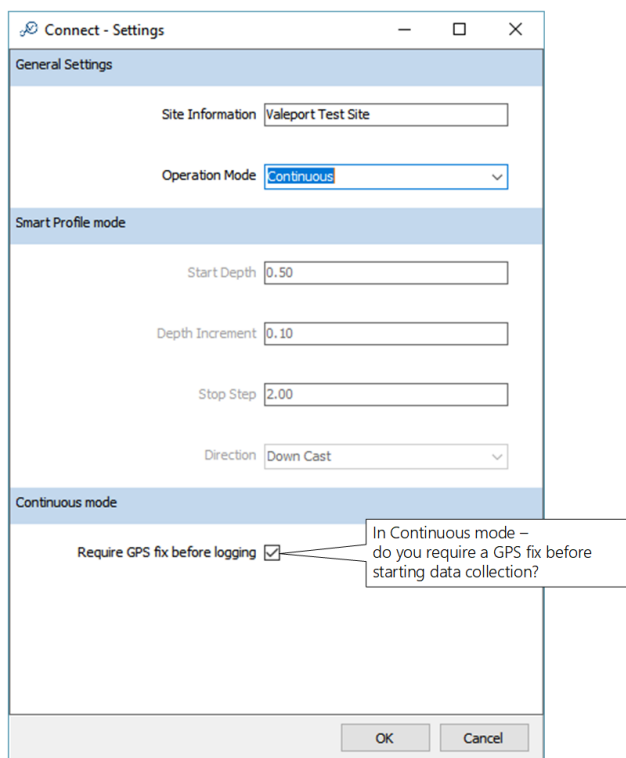 Connect - Settings
General Settings
Site Information Valeport Test Site
Operation Mode Continuous
Smart Profile mode
Start Depth 0.50
Depth Increment 0.10
Stop Step 2.00
Direction Down Cast
Continuous mode
Require GPS fix before logging
In Continuous mode –
do you require a GPS fix before
starting data collection?
OK Cancel